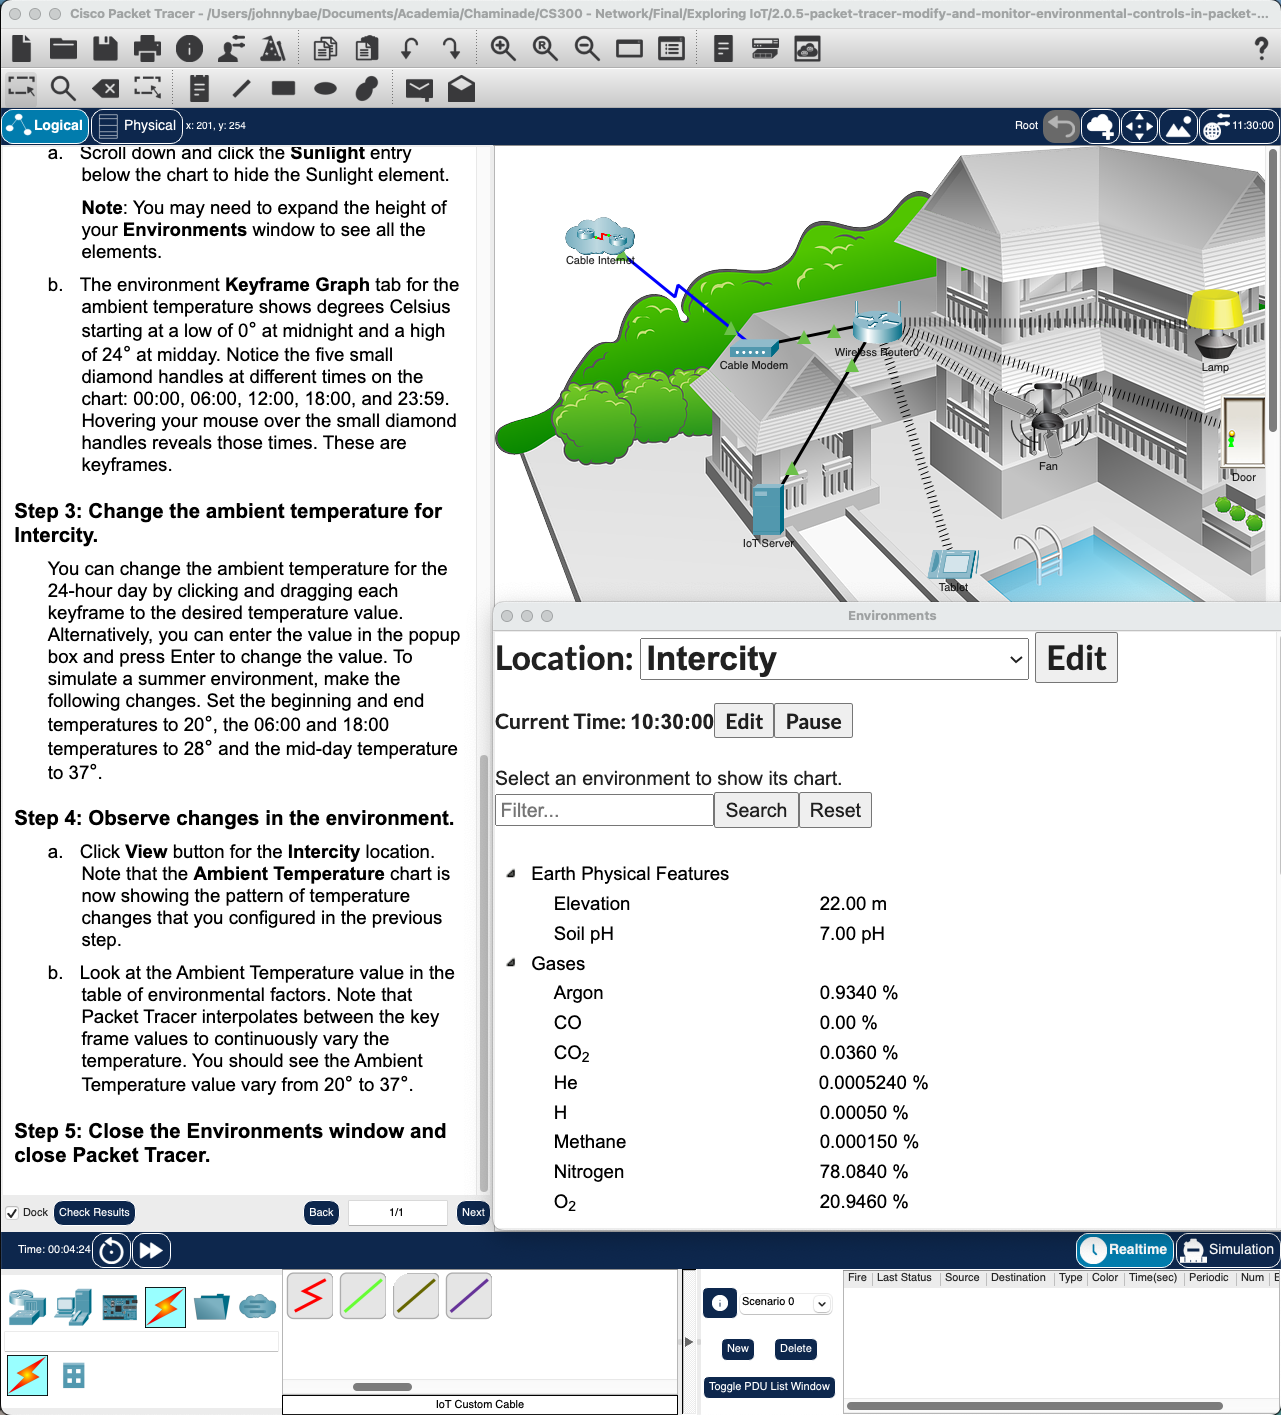 Cisco Packet Tracer - /Users/johnnybae/Documents/Academia/Chaminade/CS300 - Network/Final/Exploring IoT/2.0.5-packet-tracer-modify-and-monitor-environmental-controls-in-packet-...
?
Logical
Physical
x: 201, y: 254
Root
11:30:00
a. Scroll down and click the Sunlight entry
below the chart to hide the Sunlight element.
Note: You may need to expand the height of
your Environments window to see all the
elements.
b. The environment Keyframe Graph tab for the
ambient temperature shows degrees Celsius
starting at a low of 0° at midnight and a high
of 24° at midday. Notice the five small
diamond handles at different times on the
chart: 00:00, 06:00, 12:00, 18:00, and 23:59.
Hovering your mouse over the small diamond
handles reveals those times. These are
keyframes.
Step 3: Change the ambient temperature for
Intercity.
You can change the ambient temperature for the
24-hour day by clicking and dragging each
keyframe to the desired temperature value.
Alternatively, you can enter the value in the popup
box and press Enter to change the value. To
simulate a summer environment, make the
following changes. Set the beginning and end
temperatures to 20°, the 06:00 and 18:00
temperatures to 28° and the mid-day temperature
to 37°.
Step 4: Observe changes in the environment.
a. Click View button for the Intercity location.
Note that the Ambient Temperature chart is
now showing the pattern of temperature
changes that you configured in the previous
step.
b. Look at the Ambient Temperature value in the
table of environmental factors. Note that
Packet Tracer interpolates between the key
frame values to continuously vary the
temperature. You should see the Ambient
Temperature value vary from 20° to 37°.
Step 5: Close the Environments window and
close Packet Tracer.
Dock
Check Results
Back
1/1
Next
Cable Internet
Cable Modem
Wireless Router0
Lamp
Fan
Door
IoT Server
Tablet
Environments
Location: Intercity Edit
Current Time: 10:30:00 Edit Pause
Select an environment to show its chart.
Filter... Search Reset
Earth Physical Features
Elevation 22.00 m
Soil pH 7.00 pH
Gases
Argon 0.9340 %
CO 0.00 %
CO2 0.0360 %
He 0.0005240 %
H 0.00050 %
Methane 0.000150 %
Nitrogen 78.0840 %
O2 20.9460 %
Time: 00:04:24
Realtime
Simulation
IoT Custom Cable
Scenario 0
New
Delete
Toggle PDU List Window
Fire Last Status Source Destination Type Color Time(sec) Periodic Num E